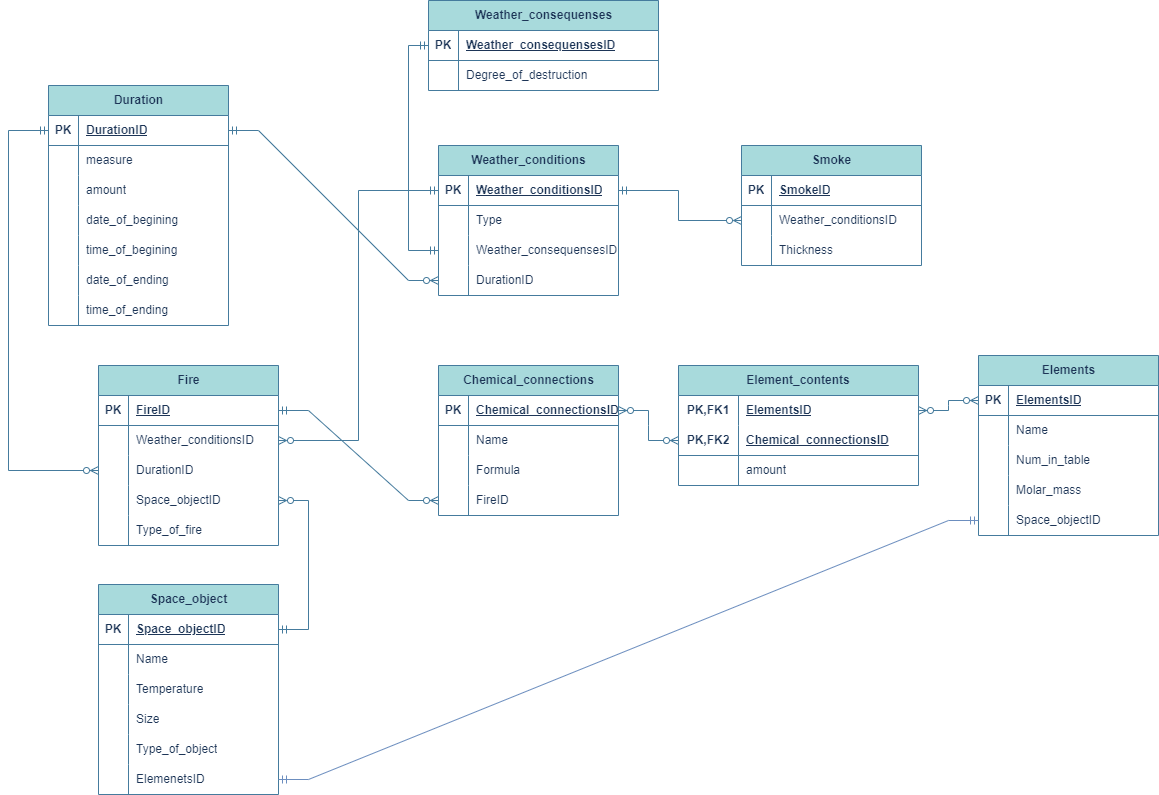 Weather_consequenses
PK Weather_consequensesID
Degree_of_destruction
Duration
PK DurationID
measure
amount
date_of_begining
time_of_begining
date_of_ending
time_of_ending
Weather_conditions
PK Weather_conditionsID
Type
Weather_consequensesID
DurationID
Smoke
PK SmokeID
Weather_conditionsID
Thickness
Fire
PK FireID
Weather_conditionsID
DurationID
Space_objectID
Type_of_fire
Chemical_connections
PK Chemical_connectionsID
Name
Formula
FireID
Element_contents
PK,FK1 ElementsID
PK,FK2 Chemical_connectionsID
amount
Elements
PK ElementsID
Name
Num_in_table
Molar_mass
Space_objectID
Space_object
PK Space_objectID
Name
Temperature
Size
Type_of_object
ElemenetsID